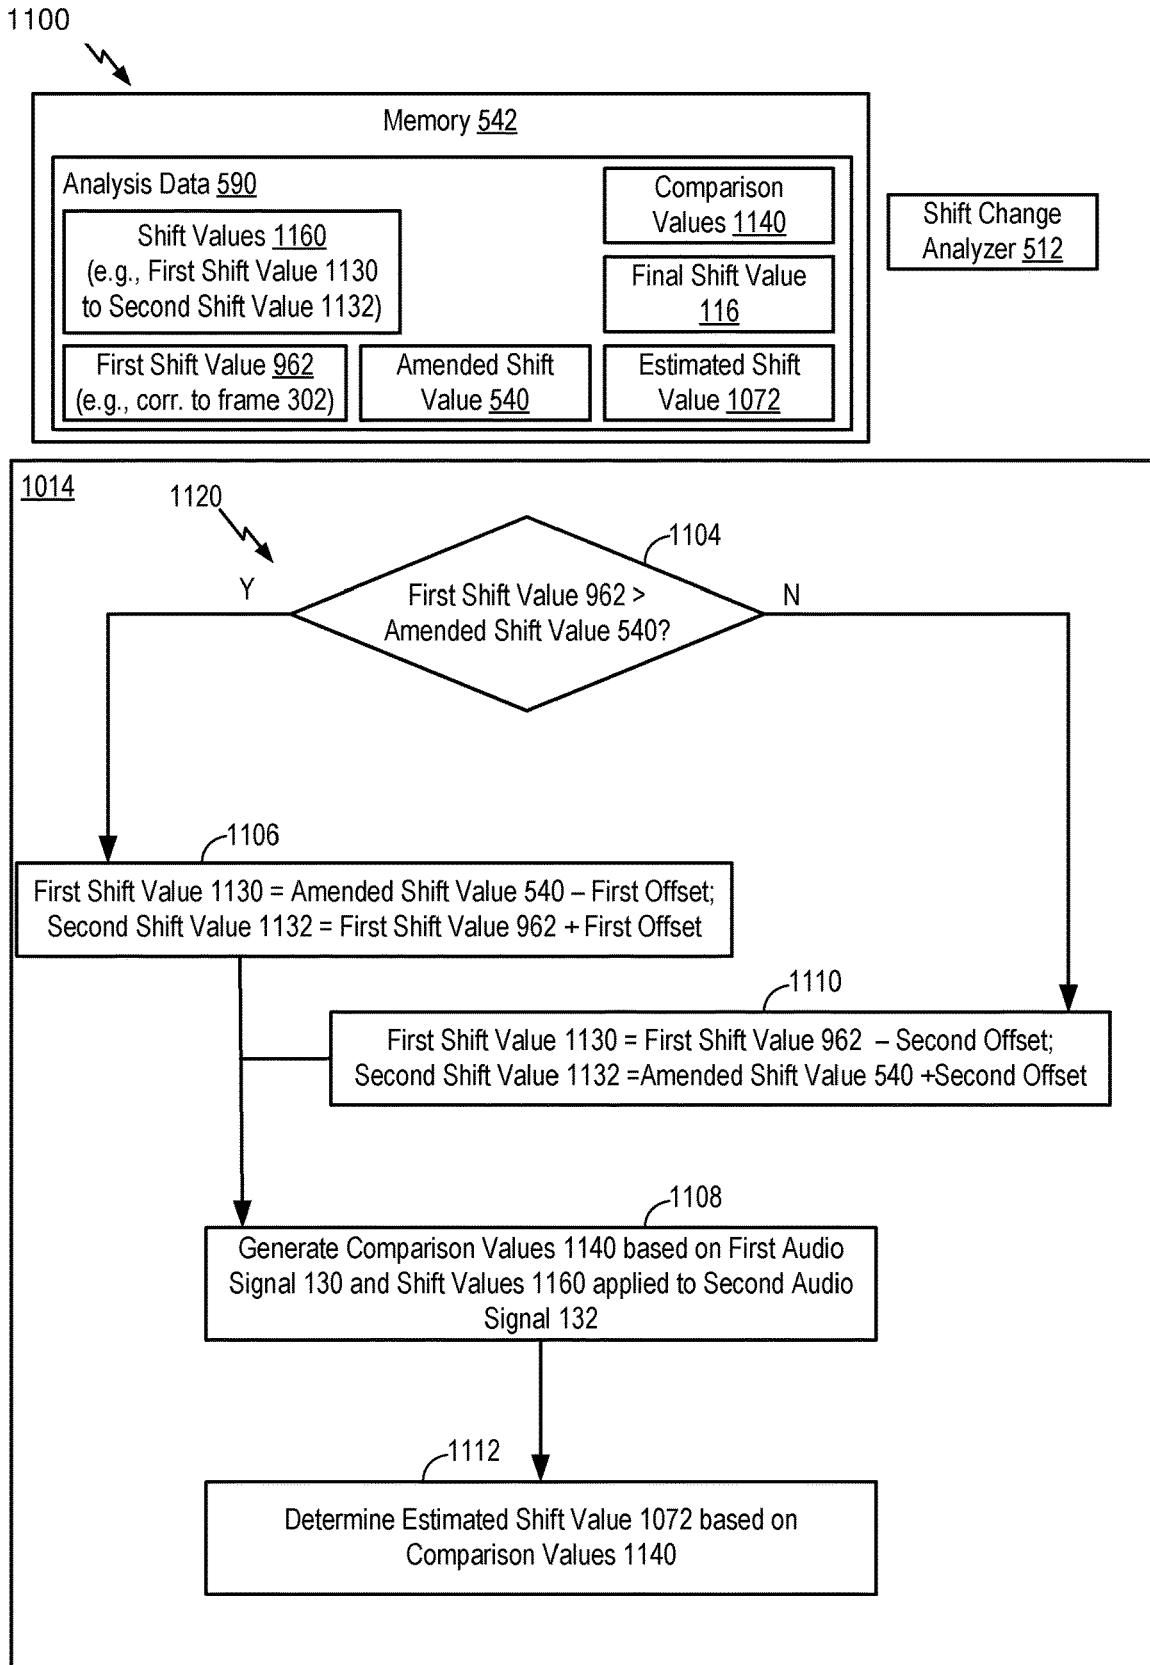 1100
Memory 542
Analysis Data 590
Shift Values 1160
(e.g., First Shift Value 1130
to Second Shift Value 1132)
Comparison
Values 1140
Final Shift Value
116
First Shift Value 962
(e.g., corr. to frame 302)
Amended Shift
Value 540
Estimated Shift
Value 1072
Shift Change
Analyzer 512
1014
1120
1104
Y
First Shift Value 962 >
Amended Shift Value 540?
N
1106
First Shift Value 1130 = Amended Shift Value 540 – First Offset;
Second Shift Value 1132 = First Shift Value 962 + First Offset
1110
First Shift Value 1130 = First Shift Value 962 – Second Offset;
Second Shift Value 1132 =Amended Shift Value 540 +Second Offset
1108
Generate Comparison Values 1140 based on First Audio
Signal 130 and Shift Values 1160 applied to Second Audio
Signal 132
1112
Determine Estimated Shift Value 1072 based on
Comparison Values 1140